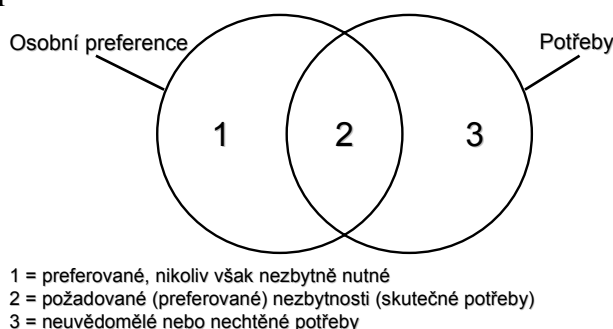 Osobní preference
Potřeby
1 2 3
1 = preferované, nikoliv však nezbytně nutné
2 = požadované (preferované) nezbytnosti (skutečné potřeby)
3 = neuvědomělé nebo nechtěné potřeby